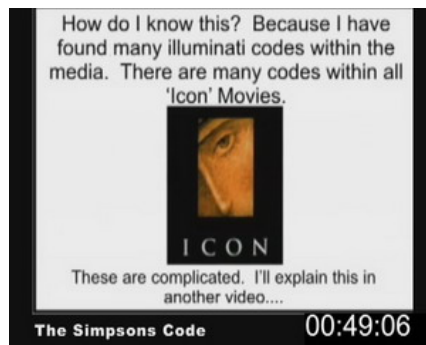 How do I know this? Because I have
found many illuminati codes within the
media. There are many codes within all
'Icon' Movies.
I C O N
These are complicated. I'll explain this in
another video....
The Simpsons Code
00:49:06